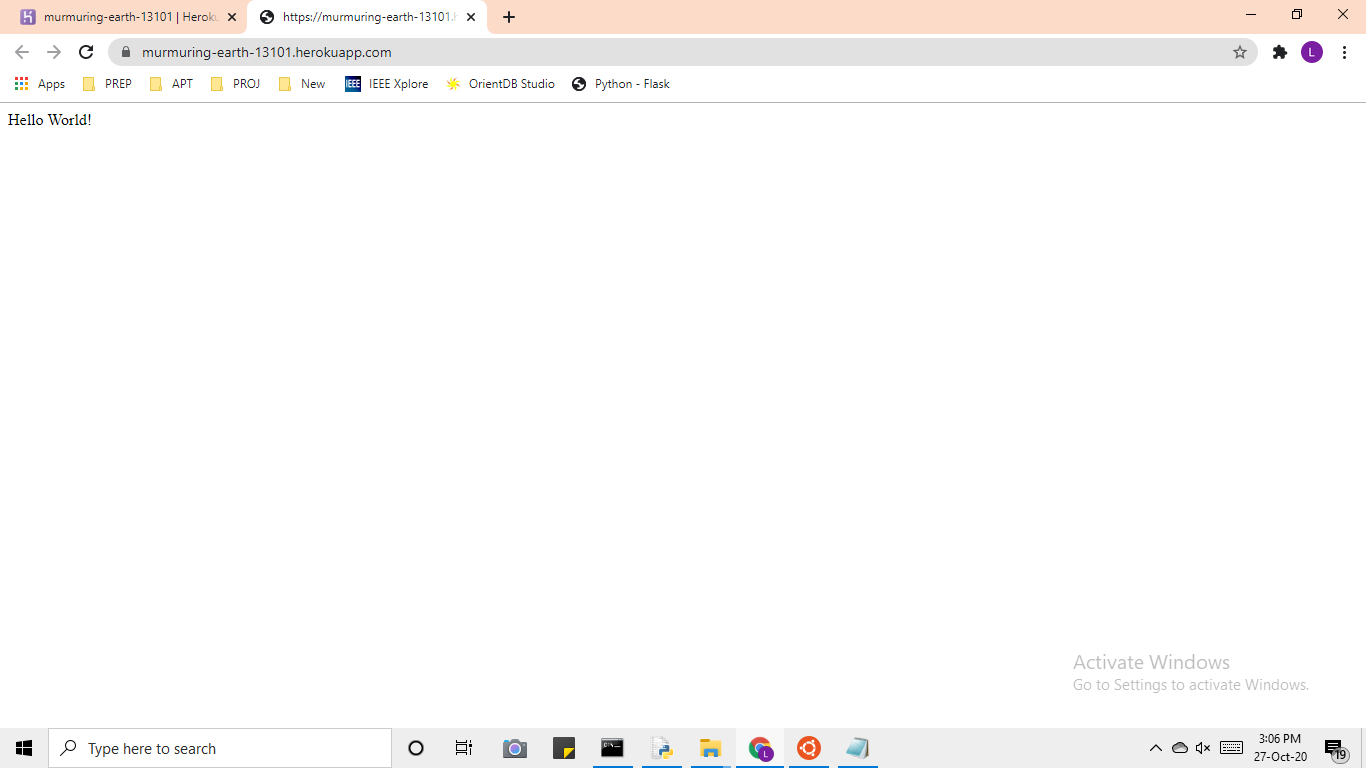 murmuring-earth-13101 | Heroku
https://murmuring-earth-13101.h
murmuring-earth-13101.herokuapp.com
L
Apps PREP APT PROJ New IEEE IEEE Xplore OrientDB Studio Python - Flask
Hello World!
Activate Windows
Go to Settings to activate Windows.
Type here to search
L
3:06 PM
27-Oct-20
19